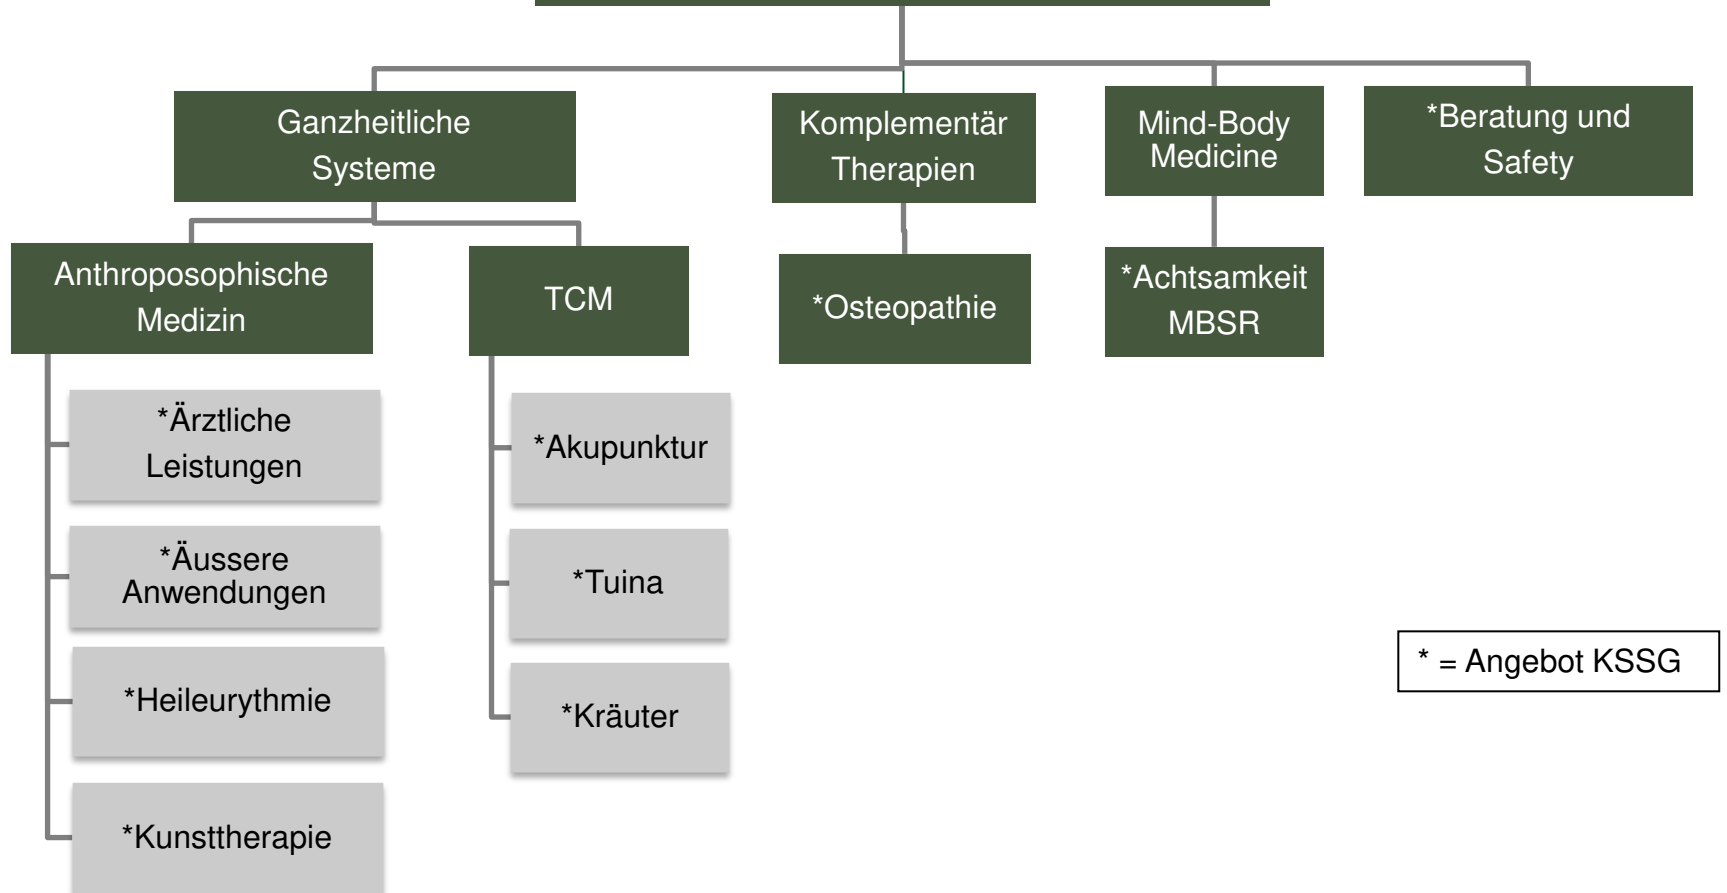 Ganzheitliche
Systeme
Komplementär
Therapien
Mind-Body
Medicine
*Beratung und
Safety
Anthroposophische
Medizin
TCM
*Osteopathie
*Achtsamkeit
MBSR
*Ärztliche
Leistungen
*Äussere
Anwendungen
*Heileurythmie
*Kunsttherapie
*Akupunktur
*Tuina
*Kräuter
* = Angebot KSSG